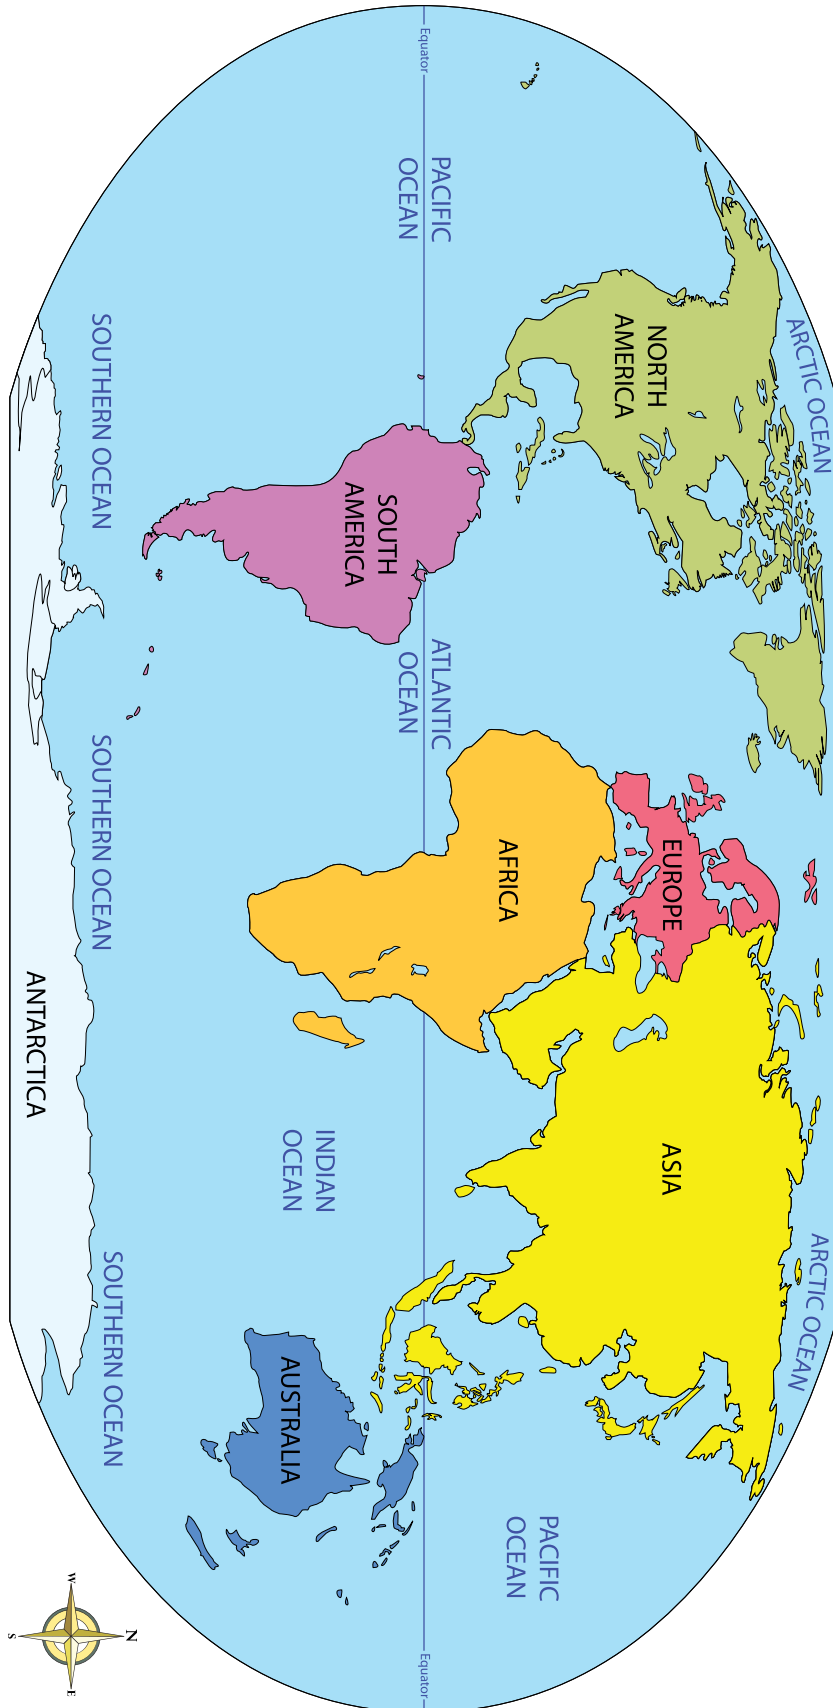 ARCTIC OCEAN
ARCTIC OCEAN
NORTH
AMERICA
EUROPE
ASIA
PACIFIC
OCEAN
AFRICA
Equator
PACIFIC
OCEAN
ATLANTIC
OCEAN
Equator
SOUTH
AMERICA
INDIAN
OCEAN
AUSTRALIA
SOUTHERN OCEAN
SOUTHERN OCEAN
SOUTHERN OCEAN
ANTARCTICA
N
W
E
S